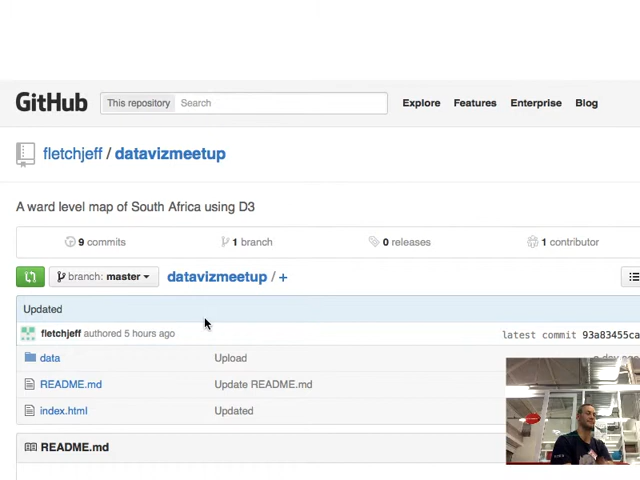 GitHub This repository Search Explore Features Enterprise Blog
fletchjeff / datavizmeetup
A ward level map of South Africa using D3
9 commits 1 branch 0 releases 1 contributor
branch: master datavizmeetup / +
Updated
fletchjeff authored 5 hours ago latest commit 93a83455ca
data Upload
README.md Update README.md
index.html Updated
README.md